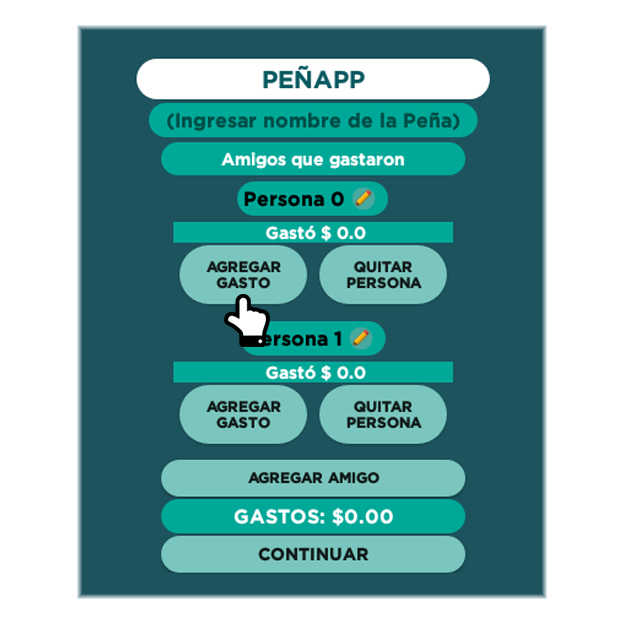 PEÑAPP
(Ingresar nombre de la Peña)
Amigos que gastaron
Persona 0
Gastó $ 0.0
AGREGAR
GASTO
QUITAR
PERSONA
ersona 1
Gastó $ 0.0
AGREGAR
GASTO
QUITAR
PERSONA
AGREGAR AMIGO
GASTOS: $0.00
CONTINUAR